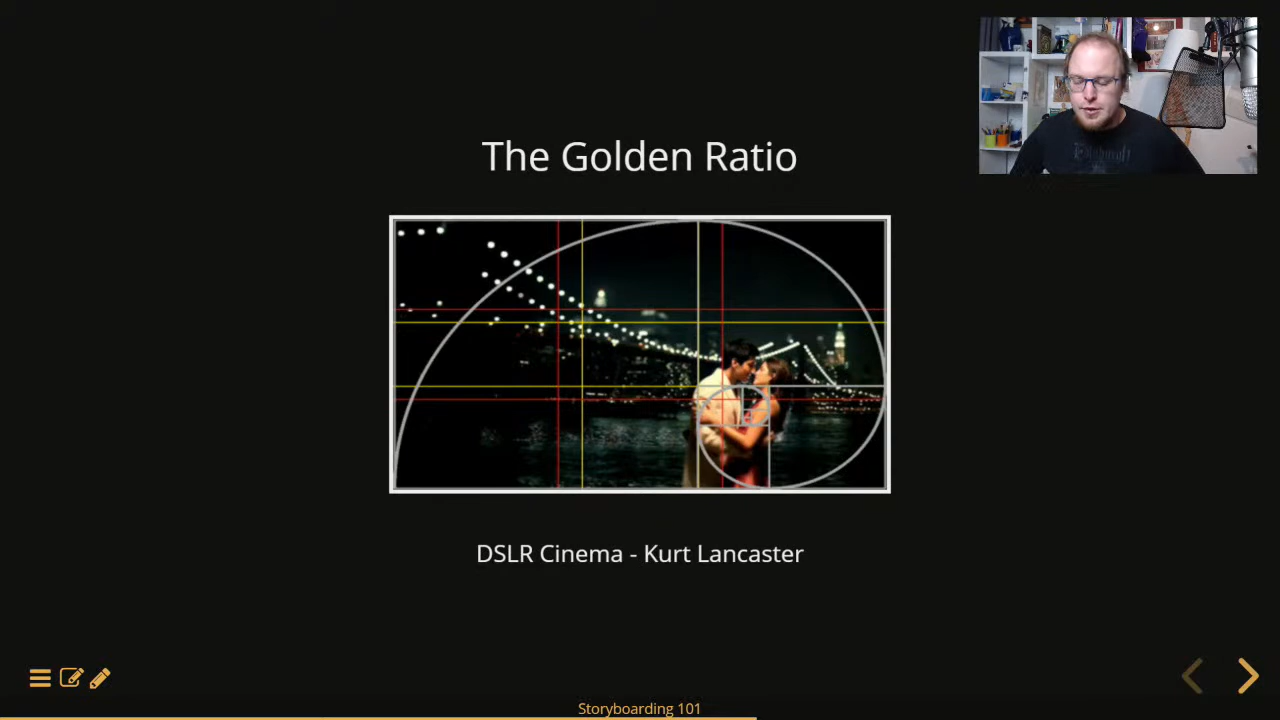 The Golden Ratio
DSLR Cinema - Kurt Lancaster
Storyboarding 101